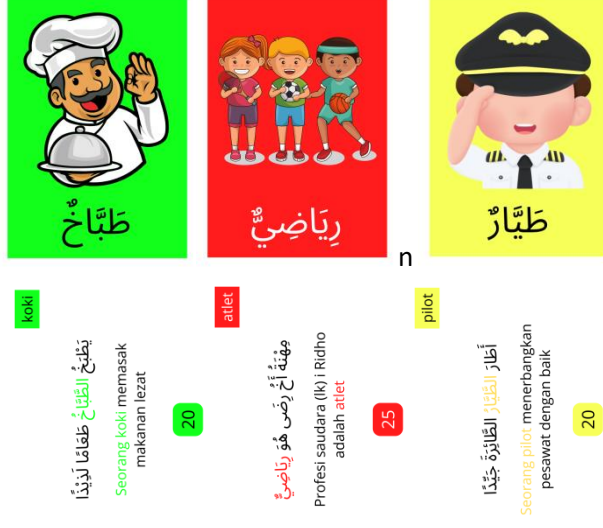 طَبَّاخٌ
رِيَاضِيٌّ
طَيَّارٌ
n
koki
يَطْبَخُ الطَّبَّاخُ طَعَامًا لَذِيْذًا
Seorang koki memasak
makanan lezat
20
atlet
مِهْنَةُ أَخْ رِضَى هُوَ رِيَاضِيٌّ
Profesi saudara (lk) i Ridho
adalah atlet
25
pilot
أَطَارَ الطَّيَّارُ الطَّائِرَةَ جَيِّدًا
Seorang pilot menerbangkan
pesawat dengan baik
20